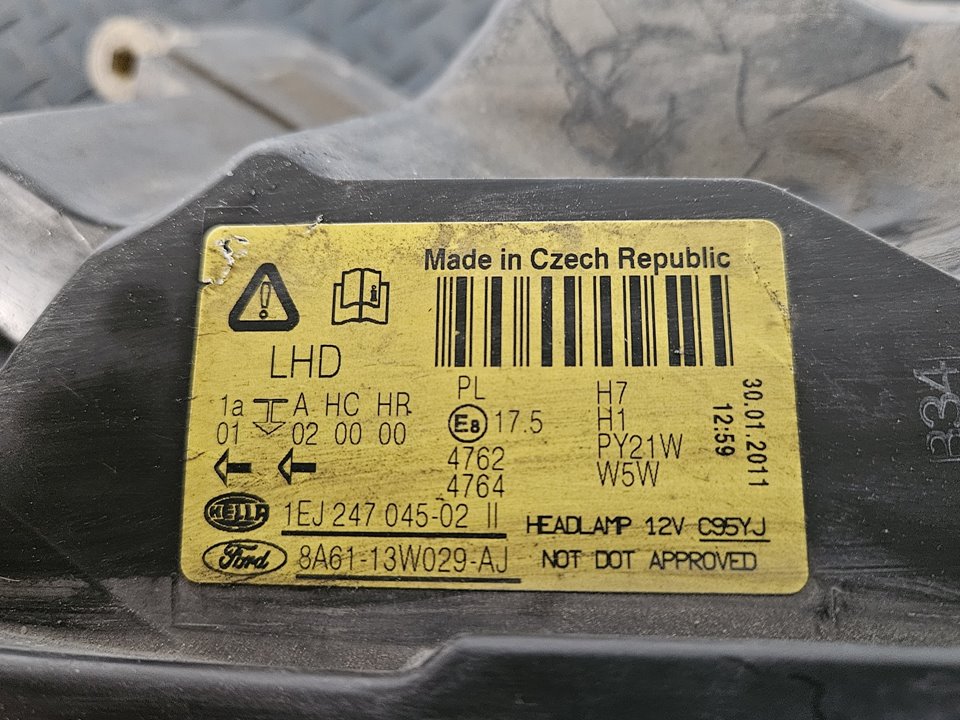 Made in Czech Republic
LHD
PL
1a A HC HR
01 02 00 00
E8 17.5
4762
4764
H7
H1
PY21W
W5W
30.01.2011
12:59
HELLA 1EJ 247 045-02 II
HEADLAMP 12V C95YJ
Ford 8A61-13W029-AJ
NOT DOT APPROVED
B34